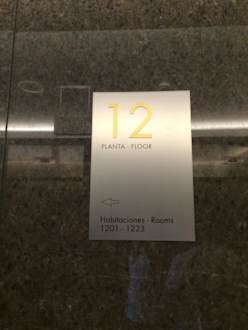 12
PLANTA - FLOOR
Habitaciones - Rooms
1201 - 1223